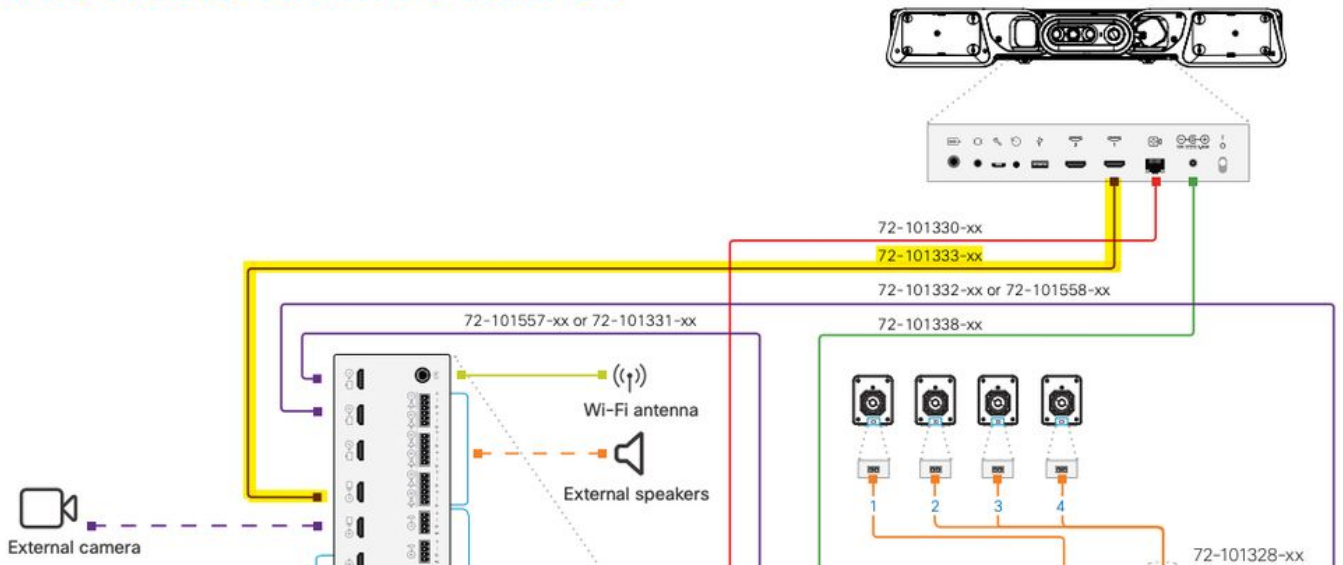 72-101330-xx
72-101333-xx
72-101332-xx or 72-101558-xx
72-101557-xx or 72-101331-xx
72-101338-xx
Wi-Fi antenna
External speakers
1 2 3 4
External camera
72-101328-xx